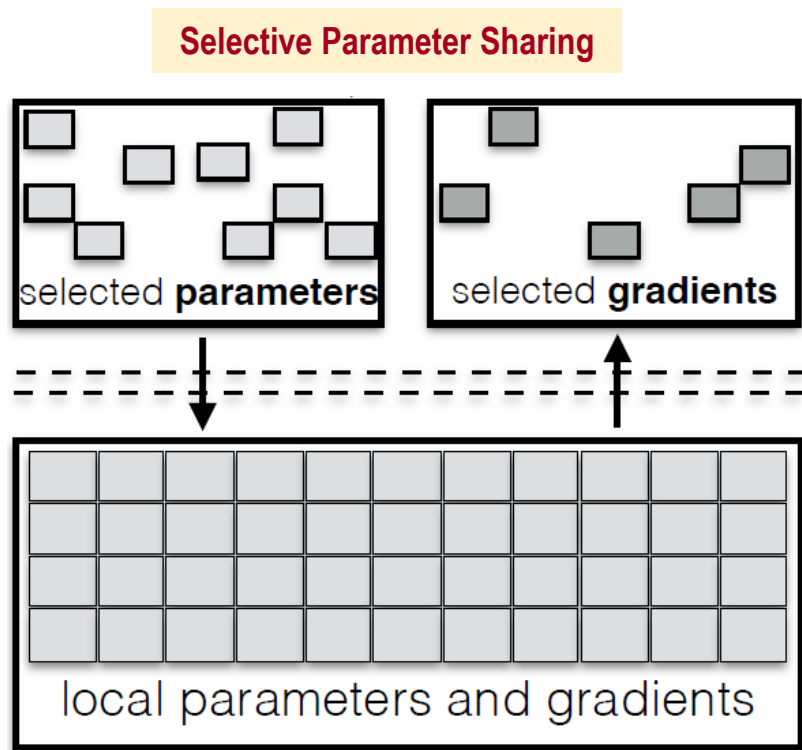 Selective Parameter Sharing
selected parameters
selected gradients
local parameters and gradients